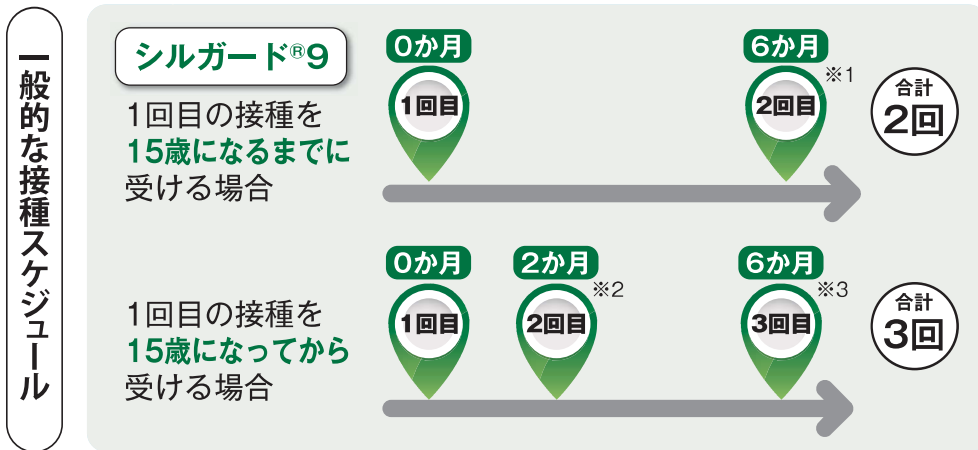 一般的な接種スケジュール
シルガード®9
1回目の接種を
15歳になるまでに
受ける場合
0か月
1回目
6か月
※1
2回目
合計
2回
1回目の接種を
15歳になってから
受ける場合
0か月
1回目
2か月
※2
2回目
6か月
※3
3回目
合計
3回